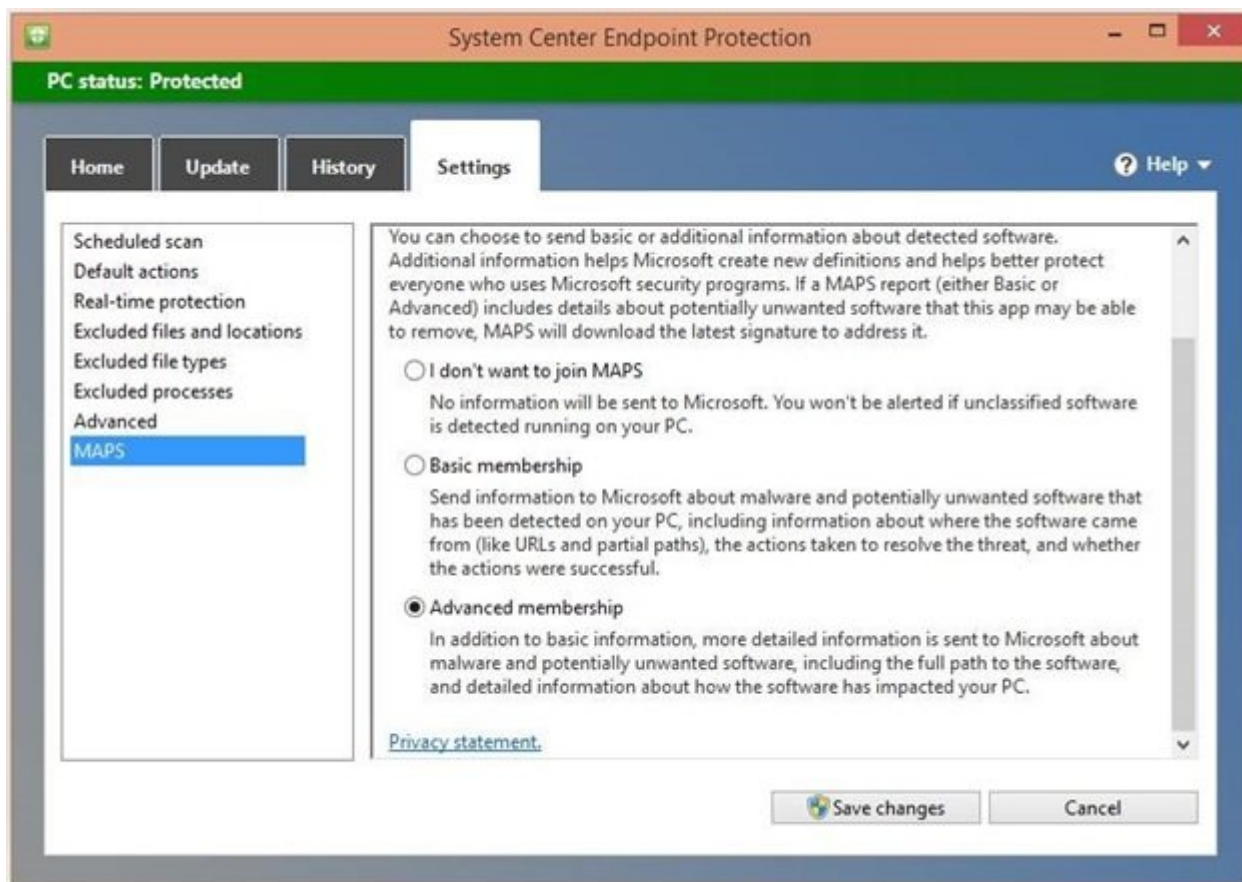 System Center Endpoint Protection
PC status: Protected
Home
Update
History
Settings
Help
Scheduled scan
Default actions
Real-time protection
Excluded files and locations
Excluded file types
Excluded processes
Advanced
MAPS
You can choose to send basic or additional information about detected software.
Additional information helps Microsoft create new definitions and helps better protect
everyone who uses Microsoft security programs. If a MAPS report (either Basic or
Advanced) includes details about potentially unwanted software that this app may be able
to remove, MAPS will download the latest signature to address it.
I don't want to join MAPS
No information will be sent to Microsoft. You won't be alerted if unclassified software
is detected running on your PC.
Basic membership
Send information to Microsoft about malware and potentially unwanted software that
has been detected on your PC, including information about where the software came
from (like URLs and partial paths), the actions taken to resolve the threat, and whether
the actions were successful.
Advanced membership
In addition to basic information, more detailed information is sent to Microsoft about
malware and potentially unwanted software, including the full path to the software,
and detailed information about how the software has impacted your PC.
Privacy statement.
Save changes
Cancel